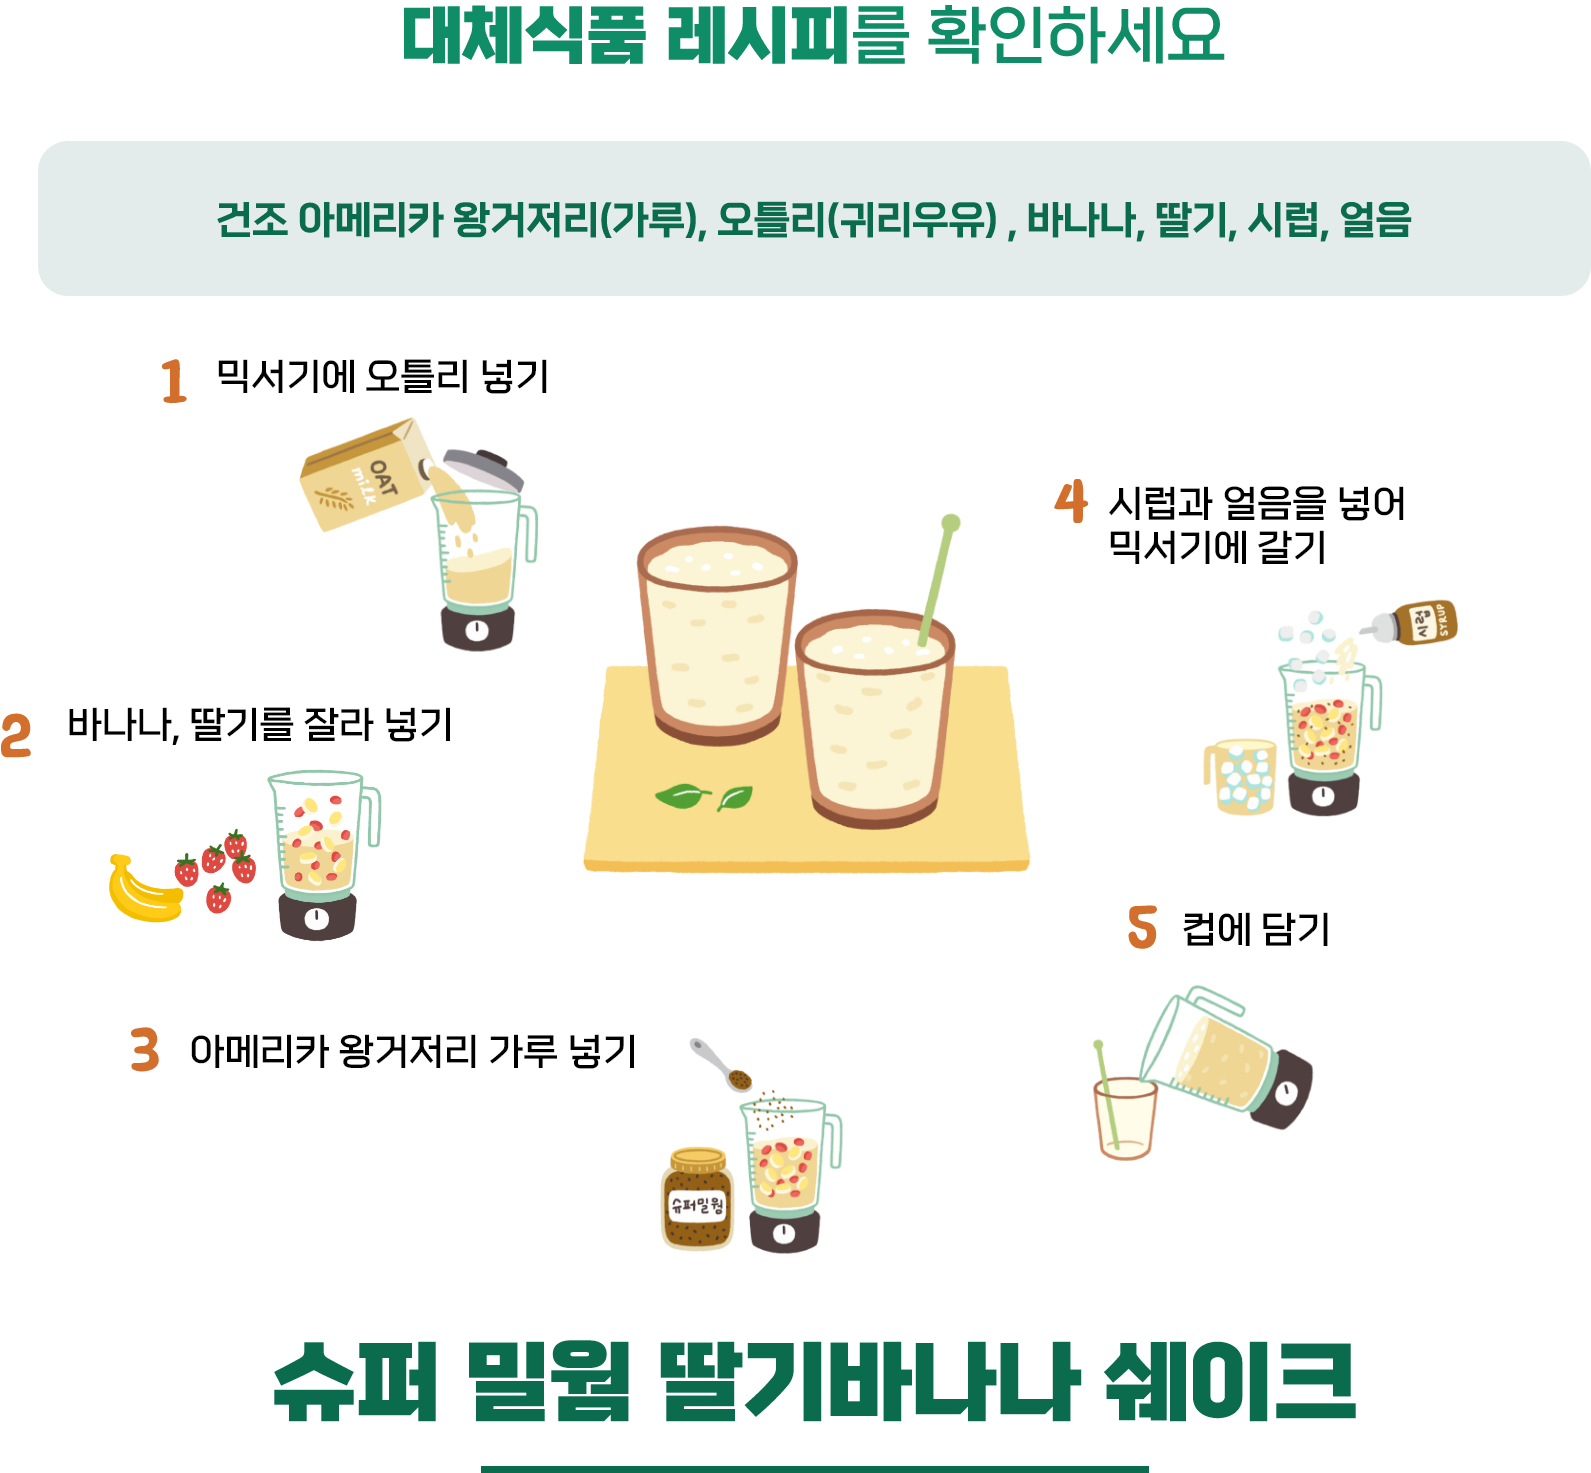 대체식품 레시피를 확인하세요
건조 아메리카 왕거저리(가루), 오틀리(귀리우유) , 바나나, 딸기, 시럽, 얼음
1 믹서기에 오틀리 넣기
OAT
milk
2 바나나, 딸기를 잘라 넣기
3 아메리카 왕거저리 가루 넣기
슈퍼밀웜
4 시럽과 얼음을 넣어
믹서기에 갈기
시럽
SYRUP
5 컵에 담기
슈퍼 밀웜 딸기바나나 쉐이크